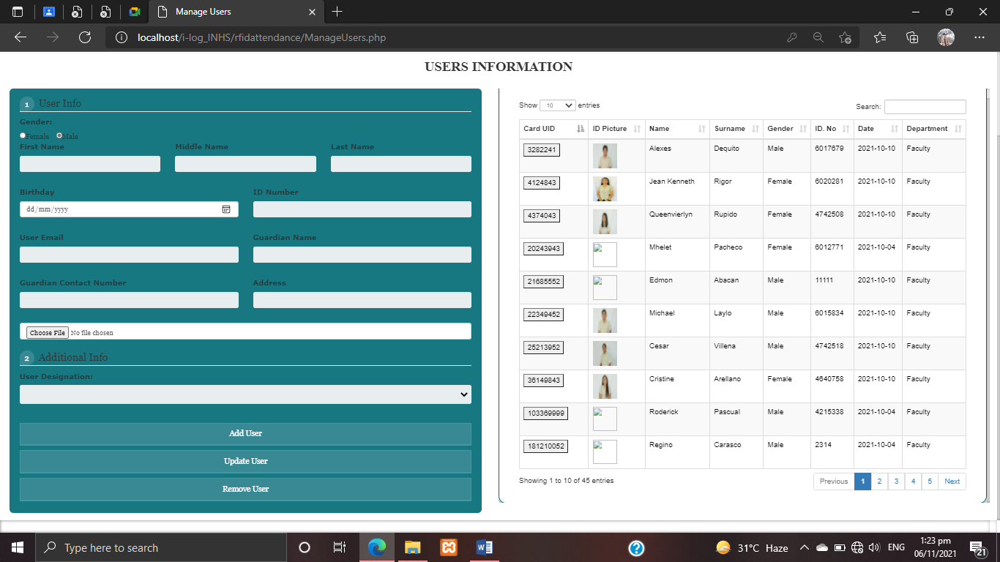 Manage Users
localhost/i-log_INHS/rfidattendance/ManageUsers.php
USERS INFORMATION
1 User Info
Gender:
Female Male
First Name Middle Name Last Name
Birthday ID Number
dd/mm/yyyy
User Email Guardian Name
Guardian Contact Number Address
Choose File No file chosen
2 Additional Info
User Designation:
Add User
Update User
Remove User
Show 10 entries Search:
Card UID ID Picture Name Surname Gender ID. No Date Department
3282241 Alexes Dequito Male 6017679 2021-10-10 Faculty
4124843 Jean Kenneth Rigor Female 6020281 2021-10-10 Faculty
4374043 Queenvierlyn Rupido Female 4742508 2021-10-10 Faculty
20243943 Mhelet Pacheco Female 6012771 2021-10-04 Faculty
21685552 Edmon Abacan Male 11111 2021-10-10 Faculty
22349452 Michael Laylo Male 6015834 2021-10-10 Faculty
25213952 Cesar Villena Male 4742518 2021-10-10 Faculty
36149843 Cristine Arellano Female 4640758 2021-10-10 Faculty
103369999 Roderick Pascual Male 4215338 2021-10-04 Faculty
181210052 Regino Carasco Male 2314 2021-10-04 Faculty
Showing 1 to 10 of 45 entries Previous 1 2 3 4 5 Next
Type here to search
31°C Haze
ENG
1:23 pm
06/11/2021
21